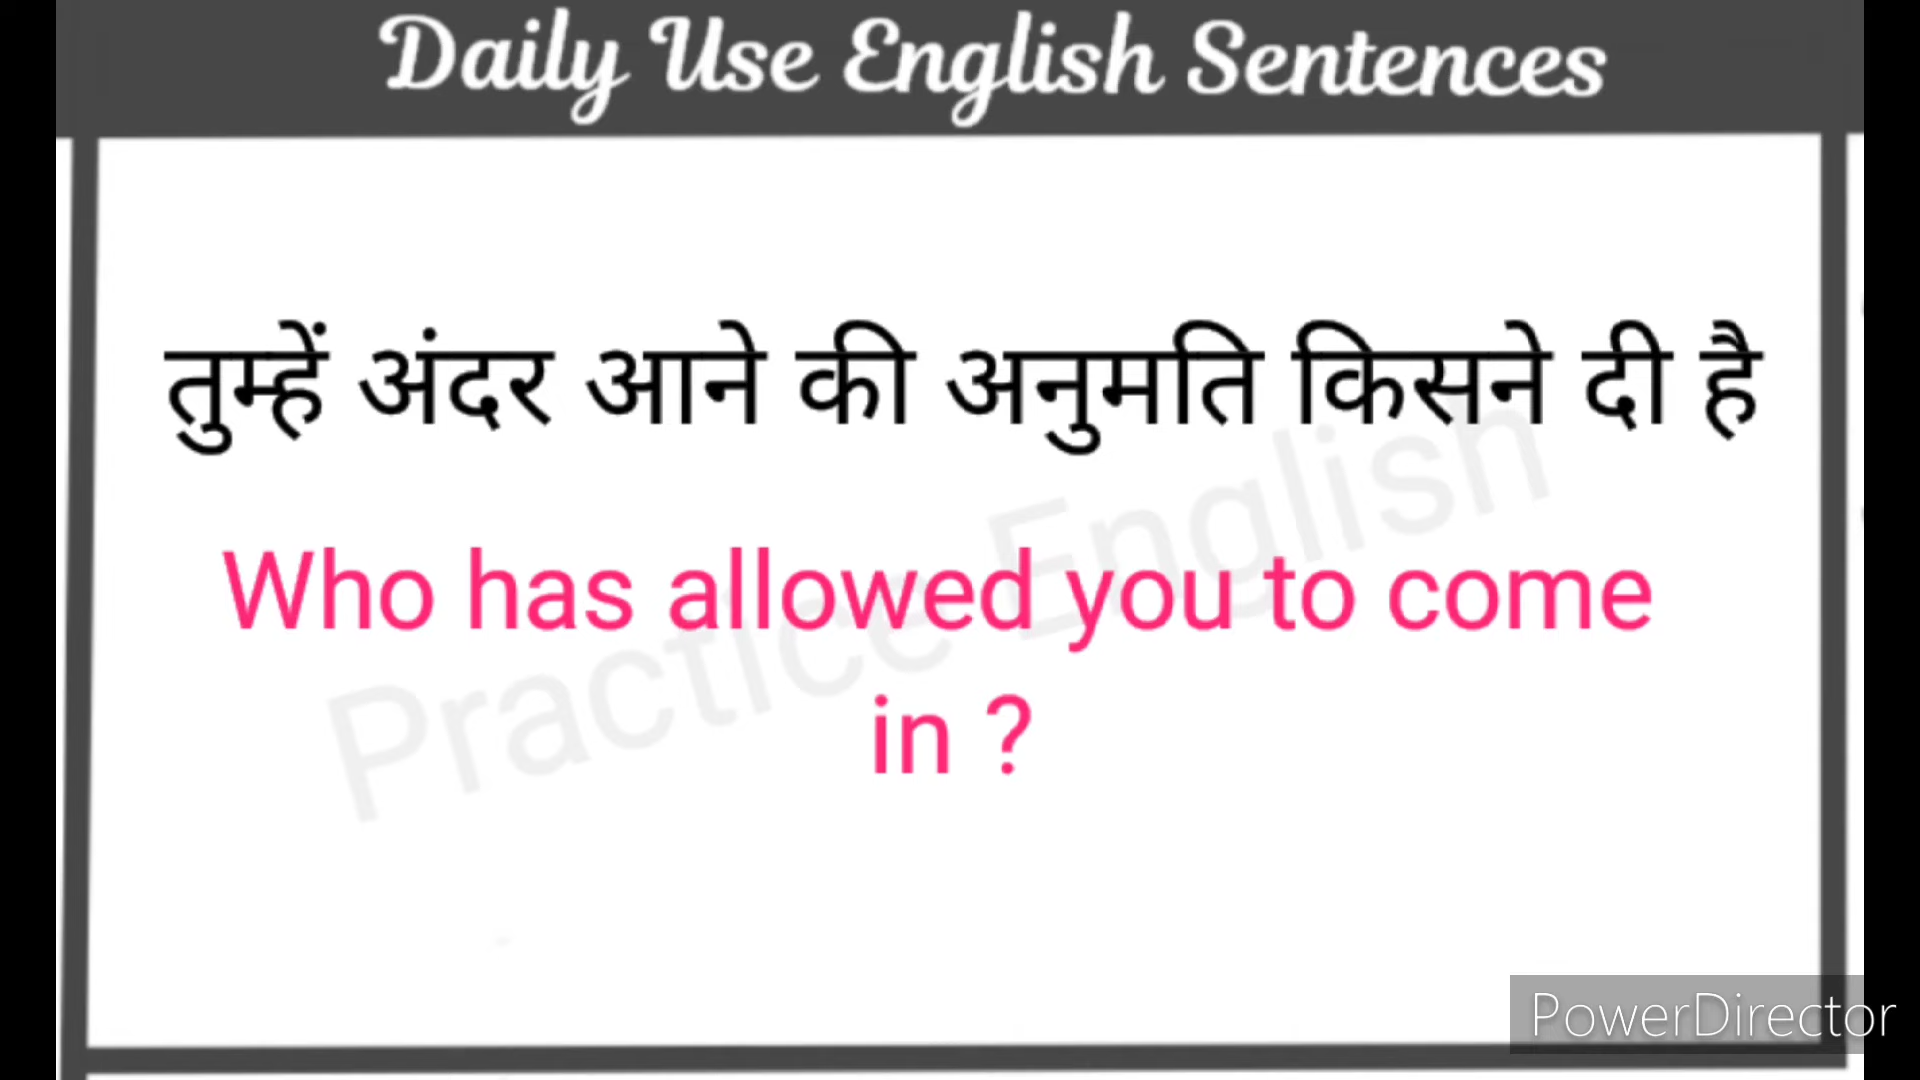 Daily Use English Sentences
तुम्हें अंदर आने की अनुमति किसने दी है
Practice English
Who has allowed you to come
in ?
PowerDirector